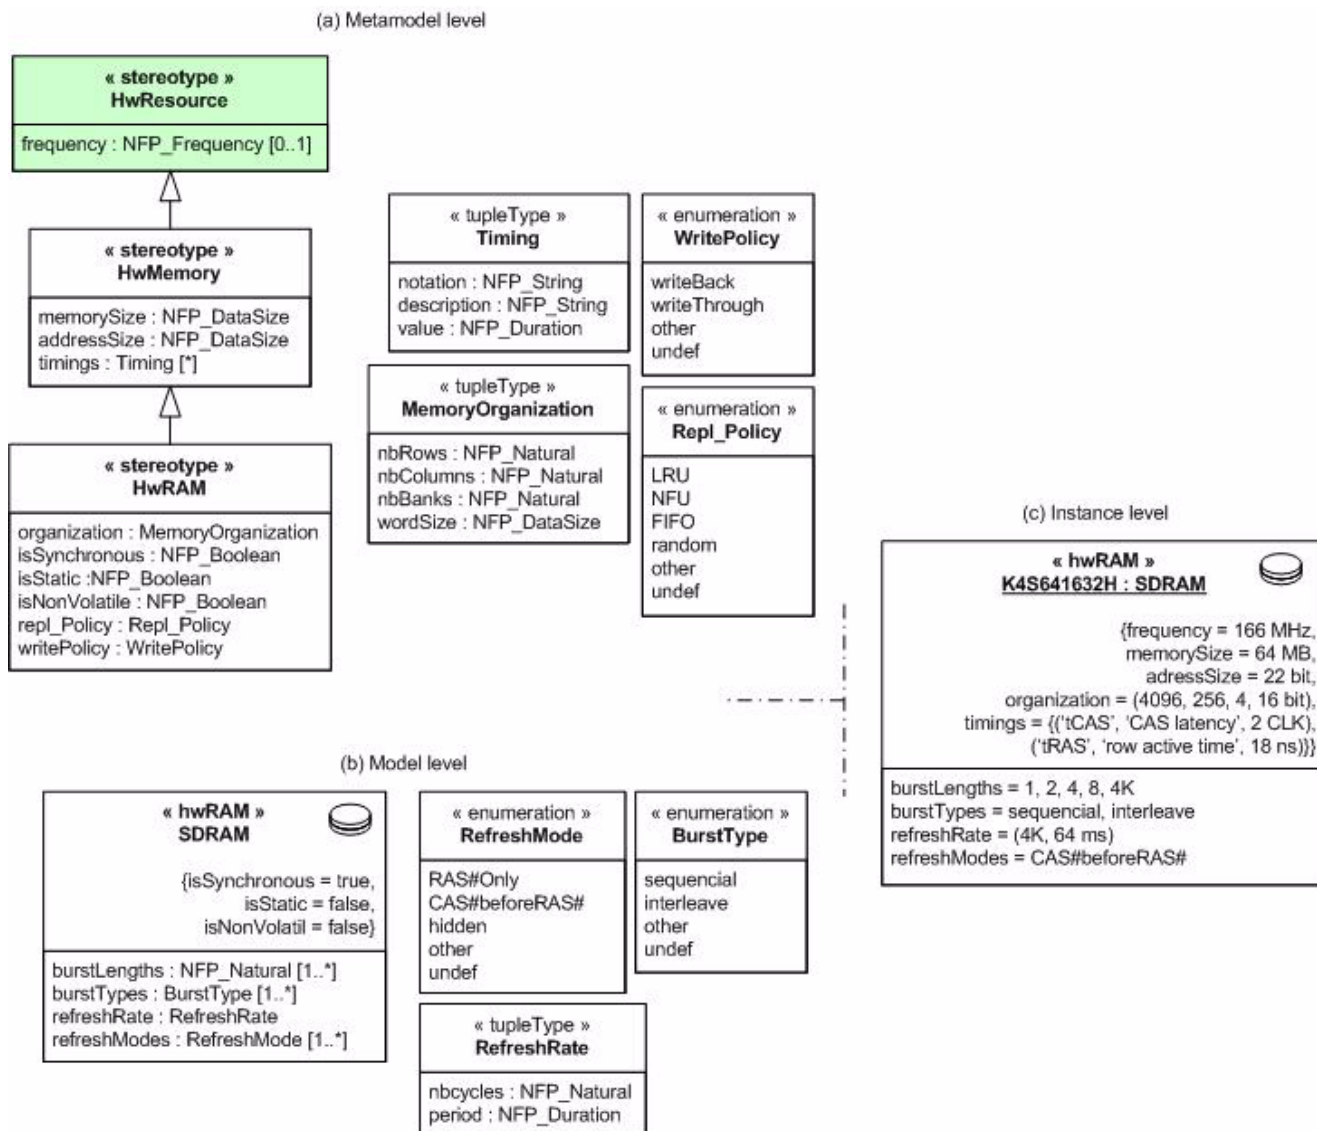 (a) Metamodel level
« stereotype »
HwResource
frequency : NFP_Frequency [0..1]
« stereotype »
HwMemory
memorySize : NFP_DataSize
addressSize : NFP_DataSize
timings : Timing [*]
« stereotype »
HwRAM
organization : MemoryOrganization
isSynchronous : NFP_Boolean
isStatic :NFP_Boolean
isNonVolatile : NFP_Boolean
repl_Policy : Repl_Policy
writePolicy : WritePolicy
« tupleType »
Timing
notation : NFP_String
description : NFP_String
value : NFP_Duration
« enumeration »
WritePolicy
writeBack
writeThrough
other
undef
« tupleType »
MemoryOrganization
nbRows : NFP_Natural
nbColumns : NFP_Natural
nbBanks : NFP_Natural
wordSize : NFP_DataSize
« enumeration »
Repl_Policy
LRU
NFU
FIFO
random
other
undef
(b) Model level
« hwRAM »
SDRAM
{isSynchronous = true,
isStatic = false,
isNonVolatil = false}
burstLengths : NFP_Natural [1..*]
burstTypes : BurstType [1..*]
refreshRate : RefreshRate
refreshModes : RefreshMode [1..*]
« enumeration »
RefreshMode
RAS#Only
CAS#beforeRAS#
hidden
other
undef
« enumeration »
BurstType
sequencial
interleave
other
undef
« tupleType »
RefreshRate
nbcycles : NFP_Natural
period : NFP_Duration
(c) Instance level
« hwRAM »
K4S641632H : SDRAM
{frequency = 166 MHz,
memorySize = 64 MB,
adressSize = 22 bit,
organization = (4096, 256, 4, 16 bit),
timings = {(‘tCAS’, ‘CAS latency’, 2 CLK),
(‘tRAS’, ‘row active time’, 18 ns)}}
burstLengths = 1, 2, 4, 8, 4K
burstTypes = sequencial, interleave
refreshRate = (4K, 64 ms)
refreshModes = CAS#beforeRAS#